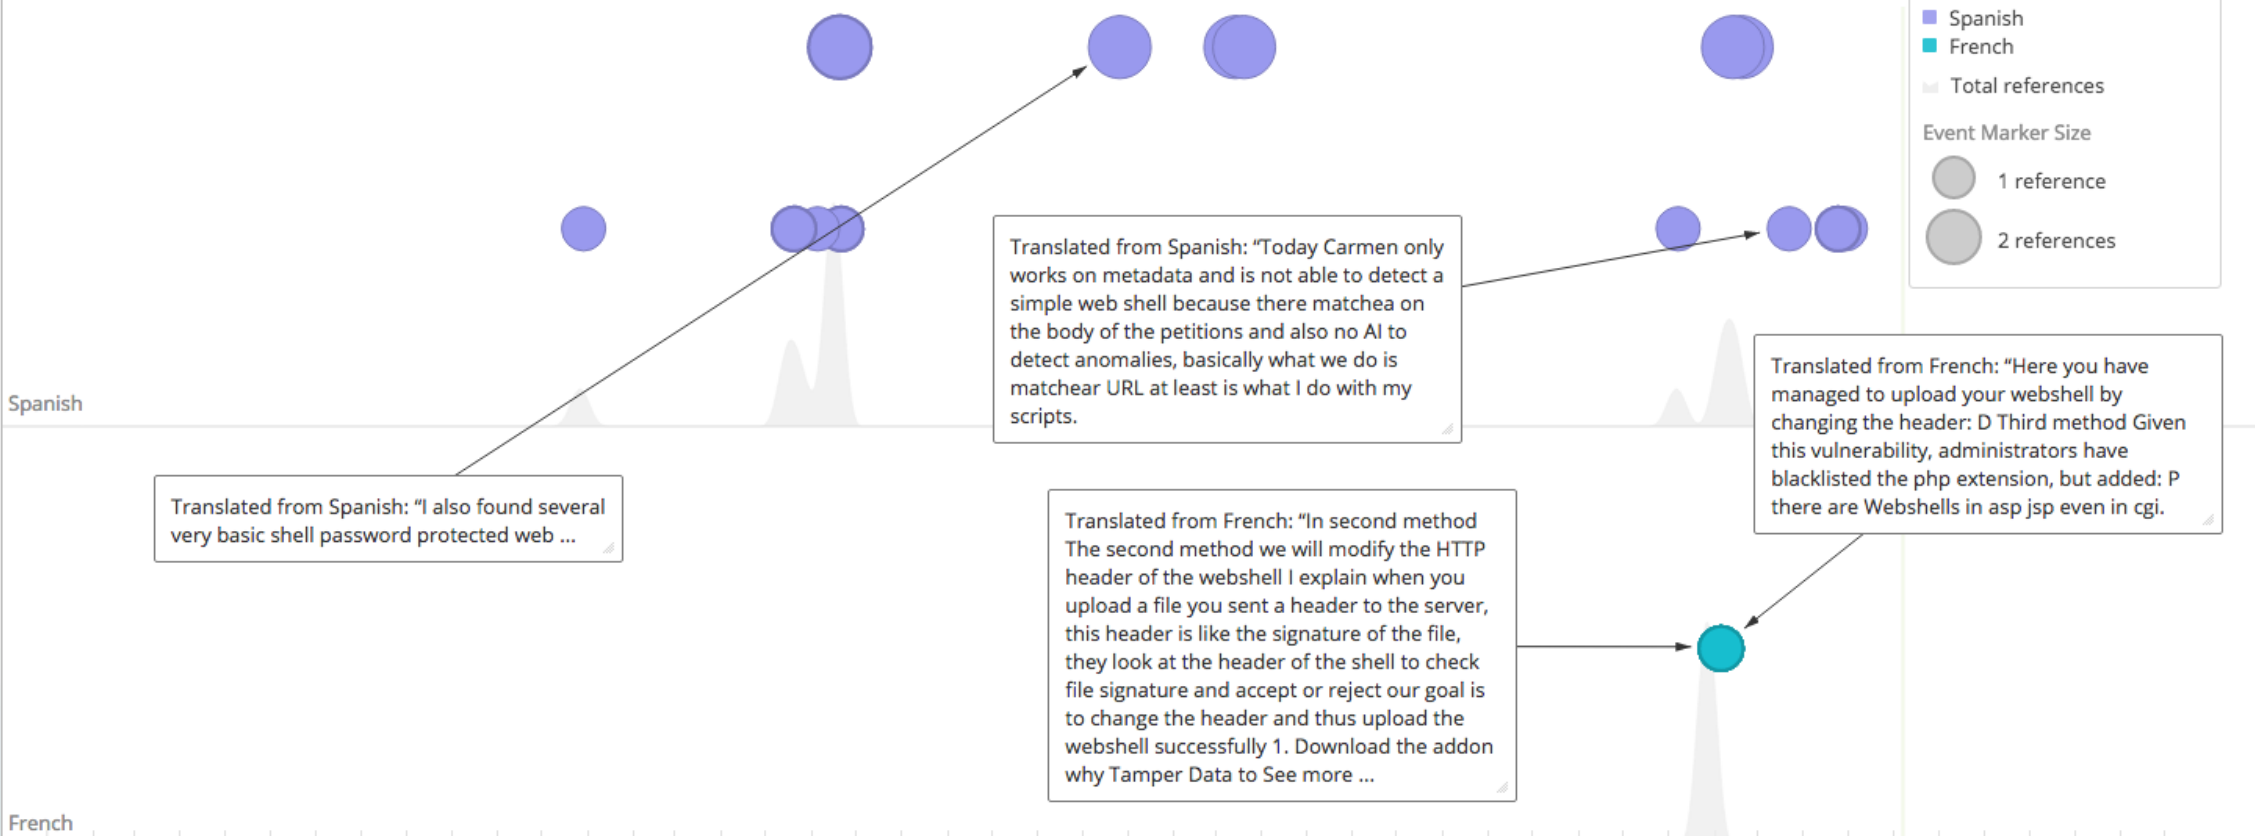 Spanish
French
Total references
Event Marker Size
1 reference
2 references
Translated from Spanish: “Today Carmen only
works on metadata and is not able to detect a
simple web shell because there matchea on
the body of the petitions and also no AI to
detect anomalies, basically what we do is
matchear URL at least is what I do with my
scripts.
Translated from French: “Here you have
managed to upload your webshell by
changing the header: D Third method Given
this vulnerability, administrators have
blacklisted the php extension, but added: P
there are Webshells in asp jsp even in cgi.
Spanish
Translated from Spanish: “I also found several
very basic shell password protected web ...
Translated from French: “In second method
The second method we will modify the HTTP
header of the webshell I explain when you
upload a file you sent a header to the server,
this header is like the signature of the file,
they look at the header of the shell to check
file signature and accept or reject our goal is
to change the header and thus upload the
webshell successfully 1. Download the addon
why Tamper Data to See more ...
French